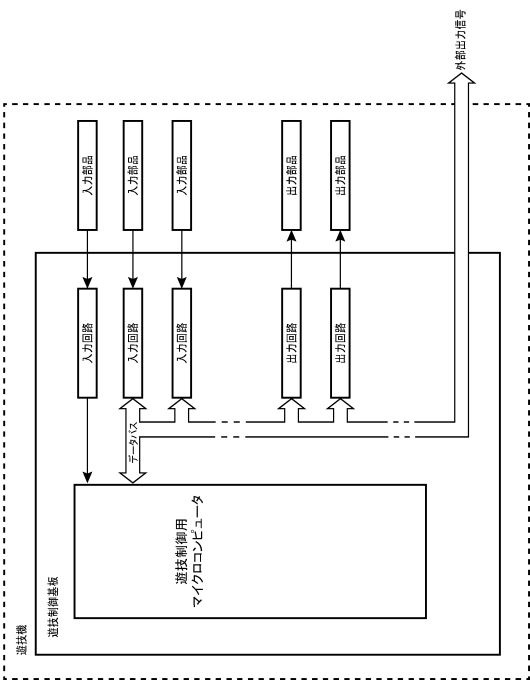 外部出力信号
入力部品
入力部品
入力部品
出力部品
出力部品
入力回路
入力回路
入力回路
出力回路
出力回路
データバス
遊技制御用
マイクロコンピュータ
遊技制御基板
遊技機